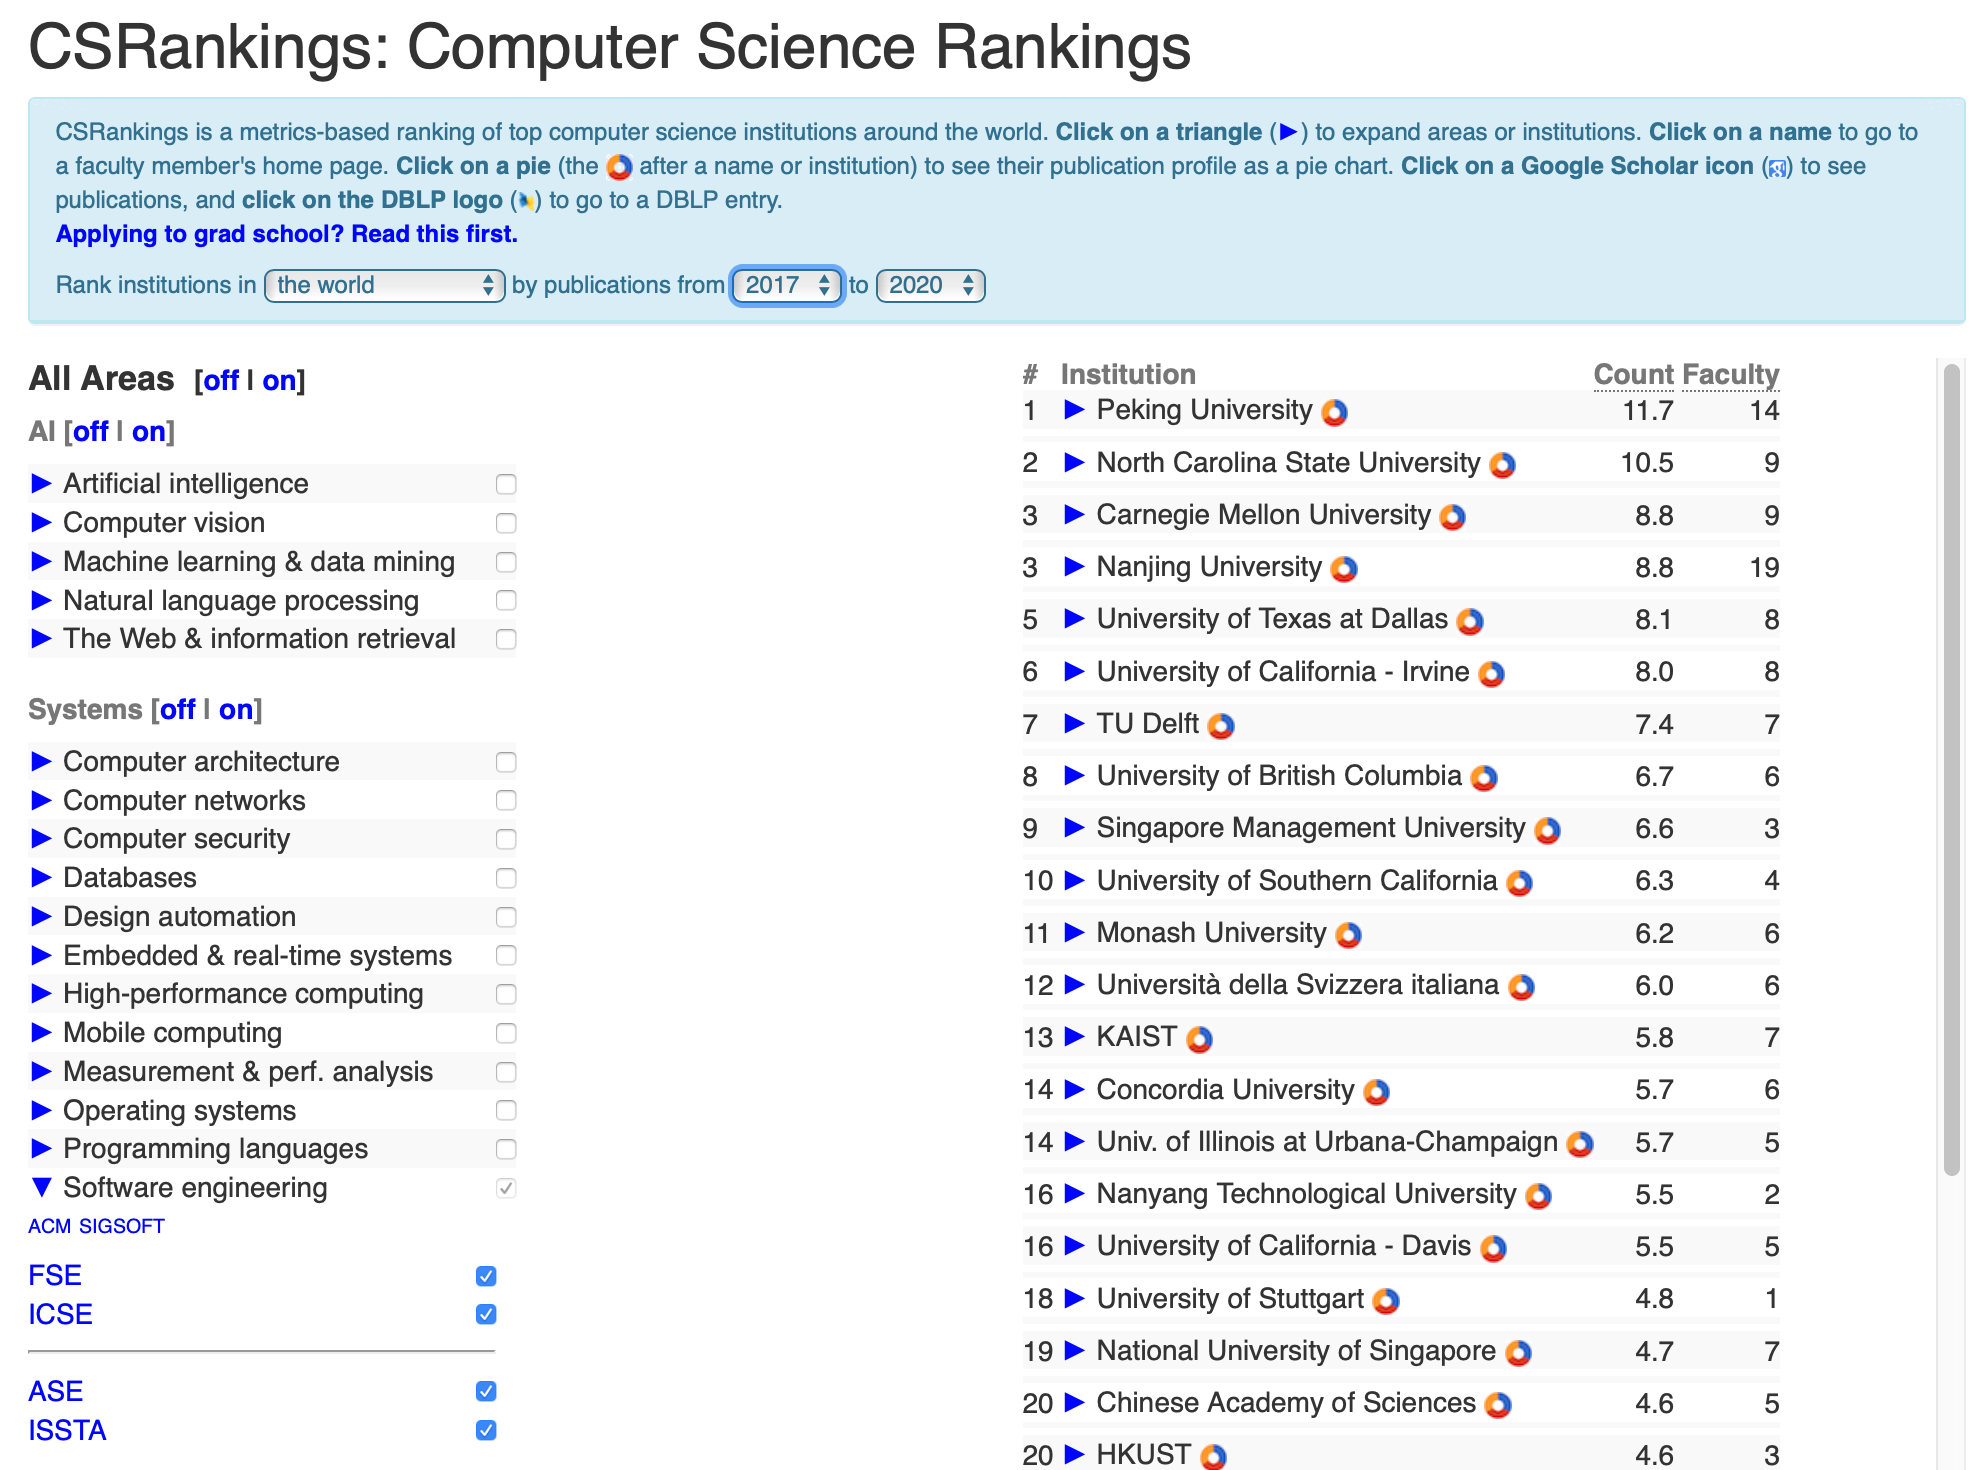 CSRankings: Computer Science Rankings
CSRankings is a metrics-based ranking of top computer science institutions around the world. Click on a triangle (▶) to expand areas or institutions. Click on a name to go to
a faculty member's home page. Click on a pie (the after a name or institution) to see their publication profile as a pie chart. Click on a Google Scholar icon () to see
publications, and click on the DBLP logo () to go to a DBLP entry.
Applying to grad school? Read this first.
Rank institutions in the world by publications from 2017 to 2020
All Areas [off | on]
AI [off | on]
▶ Artificial intelligence
▶ Computer vision
▶ Machine learning & data mining
▶ Natural language processing
▶ The Web & information retrieval
Systems [off | on]
▶ Computer architecture
▶ Computer networks
▶ Computer security
▶ Databases
▶ Design automation
▶ Embedded & real-time systems
▶ High-performance computing
▶ Mobile computing
▶ Measurement & perf. analysis
▶ Operating systems
▶ Programming languages
▼ Software engineering
ACM SIGSOFT
FSE
ICSE
ASE
ISSTA
# Institution Count Faculty
1 ▶ Peking University 11.7 14
2 ▶ North Carolina State University 10.5 9
3 ▶ Carnegie Mellon University 8.8 9
3 ▶ Nanjing University 8.8 19
5 ▶ University of Texas at Dallas 8.1 8
6 ▶ University of California - Irvine 8.0 8
7 ▶ TU Delft 7.4 7
8 ▶ University of British Columbia 6.7 6
9 ▶ Singapore Management University 6.6 3
10 ▶ University of Southern California 6.3 4
11 ▶ Monash University 6.2 6
12 ▶ Università della Svizzera italiana 6.0 6
13 ▶ KAIST 5.8 7
14 ▶ Concordia University 5.7 6
14 ▶ Univ. of Illinois at Urbana-Champaign 5.7 5
16 ▶ Nanyang Technological University 5.5 2
16 ▶ University of California - Davis 5.5 5
18 ▶ University of Stuttgart 4.8 1
19 ▶ National University of Singapore 4.7 7
20 ▶ Chinese Academy of Sciences 4.6 5
20 ▶ HKUST 4.6 3